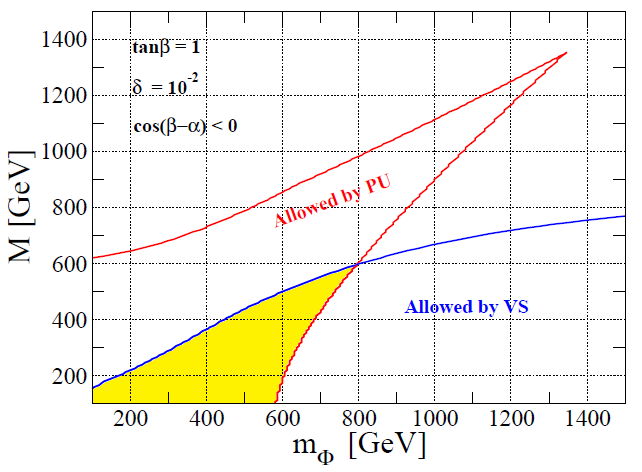 1400
1200
1000
800
600
400
200
M [GeV]
tanβ = 1
δ = 10⁻²
cos(β−α) < 0
Allowed by PU
Allowed by VS
200 400 600 800 1000 1200 1400
m_Φ [GeV]